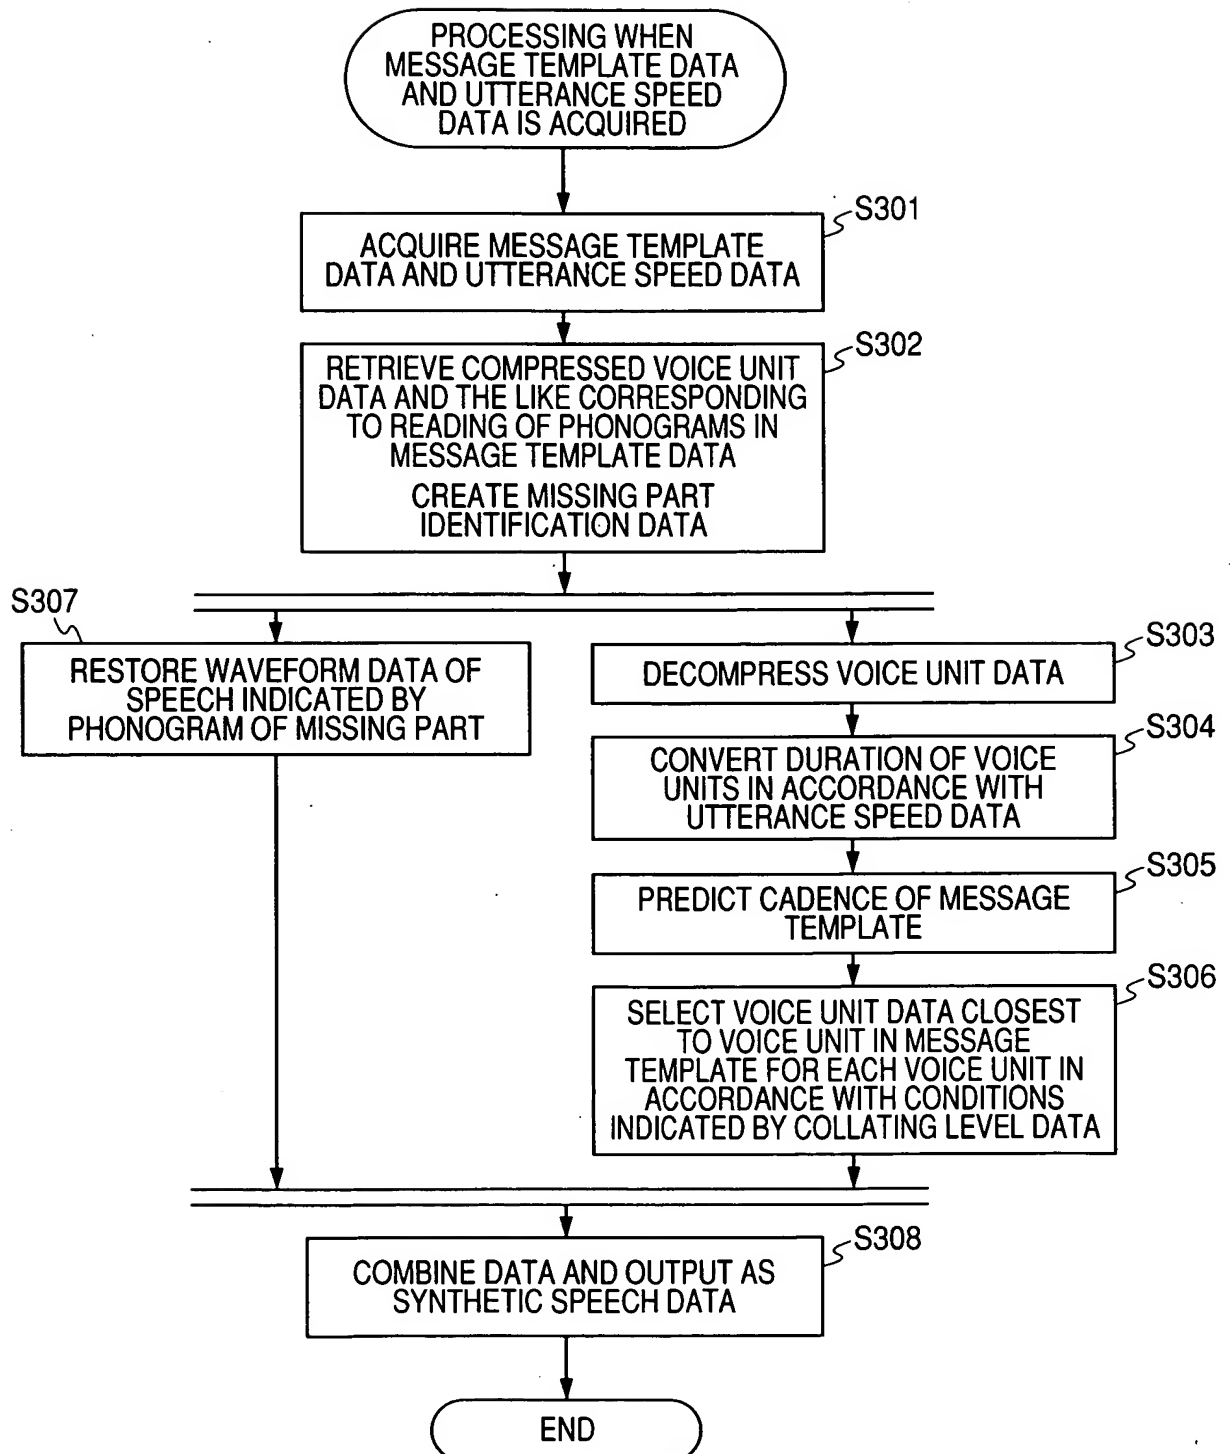 PROCESSING WHEN
MESSAGE TEMPLATE DATA
AND UTTERANCE SPEED
DATA IS ACQUIRED
S301
ACQUIRE MESSAGE TEMPLATE
DATA AND UTTERANCE SPEED DATA
S302
RETRIEVE COMPRESSED VOICE UNIT
DATA AND THE LIKE CORRESPONDING
TO READING OF PHONOGRAMS IN
MESSAGE TEMPLATE DATA
CREATE MISSING PART
IDENTIFICATION DATA
S307
RESTORE WAVEFORM DATA OF
SPEECH INDICATED BY
PHONOGRAM OF MISSING PART
S303
DECOMPRESS VOICE UNIT DATA
S304
CONVERT DURATION OF VOICE
UNITS IN ACCORDANCE WITH
UTTERANCE SPEED DATA
S305
PREDICT CADENCE OF MESSAGE
TEMPLATE
S306
SELECT VOICE UNIT DATA CLOSEST
TO VOICE UNIT IN MESSAGE
TEMPLATE FOR EACH VOICE UNIT IN
ACCORDANCE WITH CONDITIONS
INDICATED BY COLLATING LEVEL DATA
S308
COMBINE DATA AND OUTPUT AS
SYNTHETIC SPEECH DATA
END